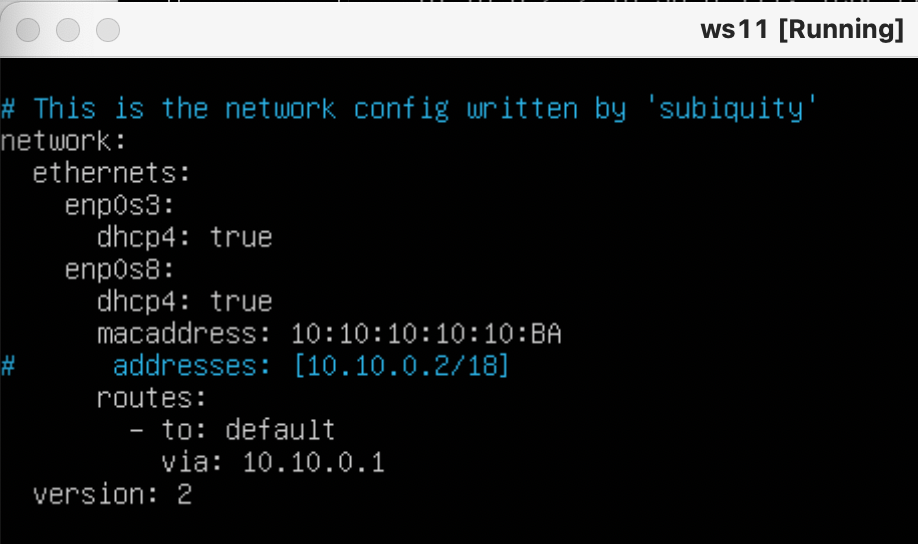 ws11 [Running]
# This is the network config written by 'subiquity'
network:
  ethernets:
    enp0s3:
      dhcp4: true
    enp0s8:
      dhcp4: true
      macaddress: 10:10:10:10:10:BA
#      addresses: [10.10.0.2/18]
      routes:
        - to: default
          via: 10.10.0.1
  version: 2